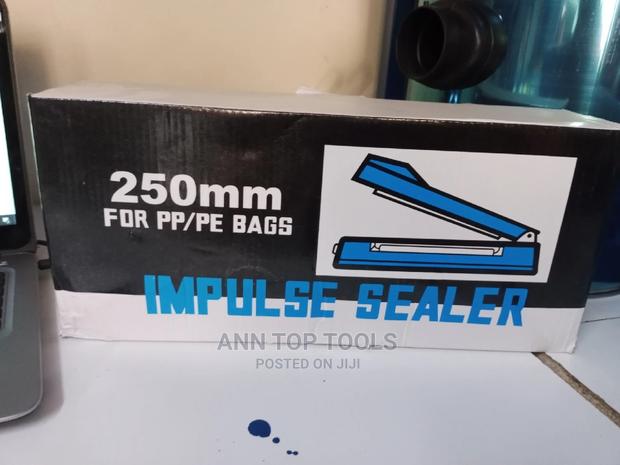 250mm
FOR PP/PE BAGS
IMPULSE SEALER
ANN TOP TOOLS
POSTED ON JIJI